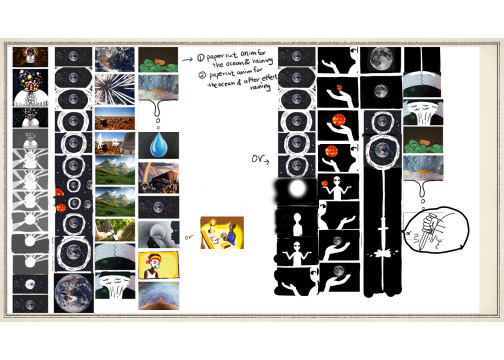 → ① papercut anim for
the ocean & raining
② papercut anim for
the ocean & after effect
raining
or
or →